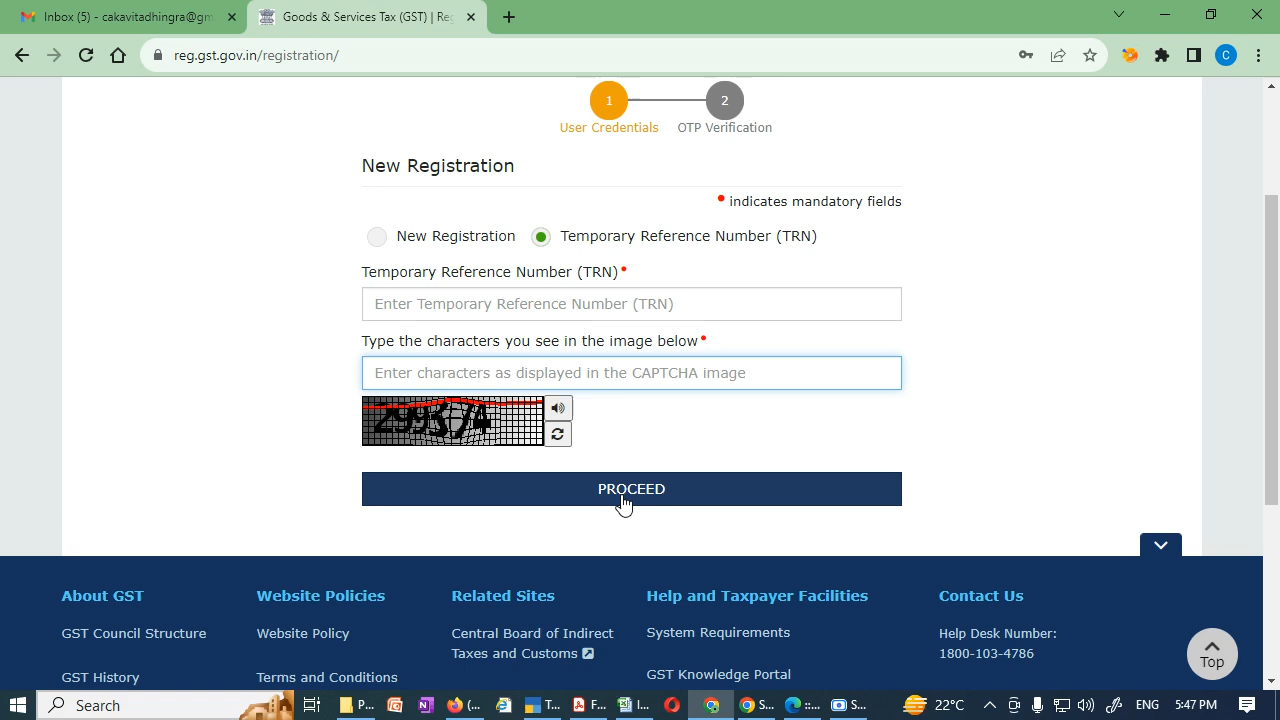 Inbox (5) - cakavitadhingra@gm
Goods & Services Tax (GST) | Reg
reg.gst.gov.in/registration/
C
1
2
User Credentials
OTP Verification
New Registration
• indicates mandatory fields
New Registration
Temporary Reference Number (TRN)
Temporary Reference Number (TRN)•
Enter Temporary Reference Number (TRN)
Type the characters you see in the image below•
Enter characters as displayed in the CAPTCHA image
PROCEED
About GST
Website Policies
Related Sites
Help and Taxpayer Facilities
Contact Us
GST Council Structure
Website Policy
Central Board of Indirect
Taxes and Customs
System Requirements
Help Desk Number:
1800-103-4786
GST History
Terms and Conditions
GST Knowledge Portal
Top
Search
P...
(...
T...
F...
I...
S...
::...
S...
22°C
ENG
5:47 PM